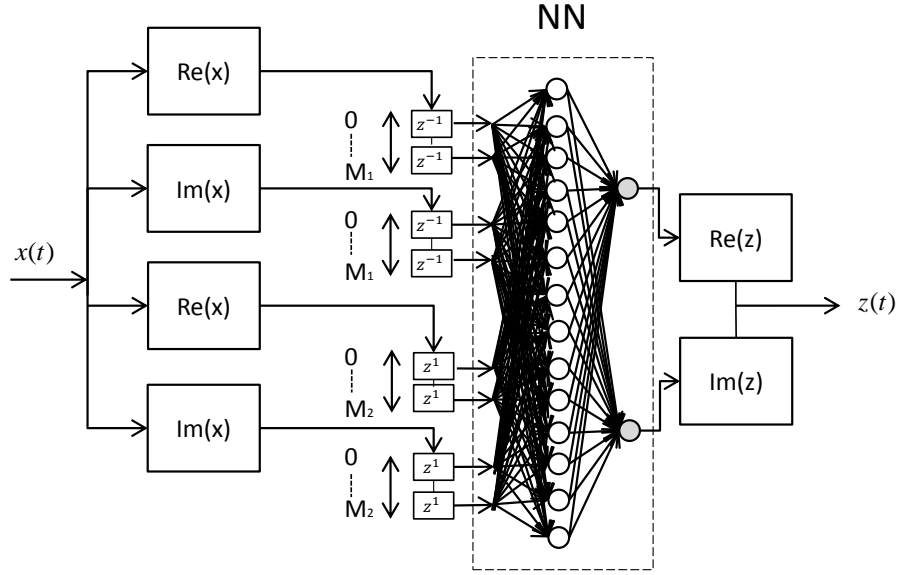 NN
Re(x)
0
M₁
z⁻¹
z⁻¹
Im(x)
0
M₁
z⁻¹
z⁻¹
x(t)
Re(x)
0
M₂
z¹
z¹
Im(x)
0
M₂
z¹
z¹
Re(z)
z(t)
Im(z)